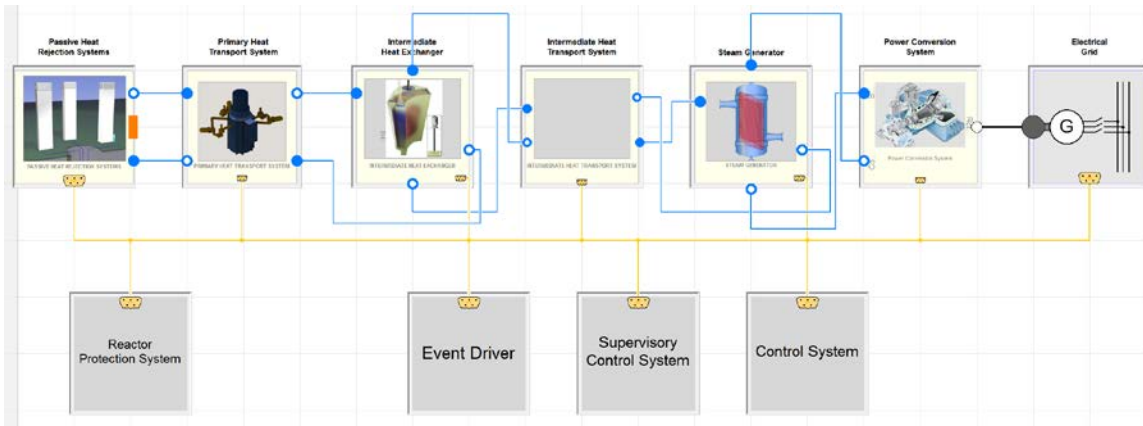 Passive Heat
Rejection Systems
Primary Heat
Transport System
Intermediate
Heat Exchanger
Intermediate Heat
Transport System
Steam Generator
Power Conversion
System
Electrical
Grid
PASSIVE HEAT REJECTION SYSTEMS
PRIMARY HEAT TRANSPORT SYSTEM
INTERMEDIATE HEAT EXCHANGER
INTERMEDIATE HEAT TRANSPORT SYSTEM
STEAM GENERATOR
Power Conversion System
G
Reactor
Protection System
Event Driver
Supervisory
Control System
Control System